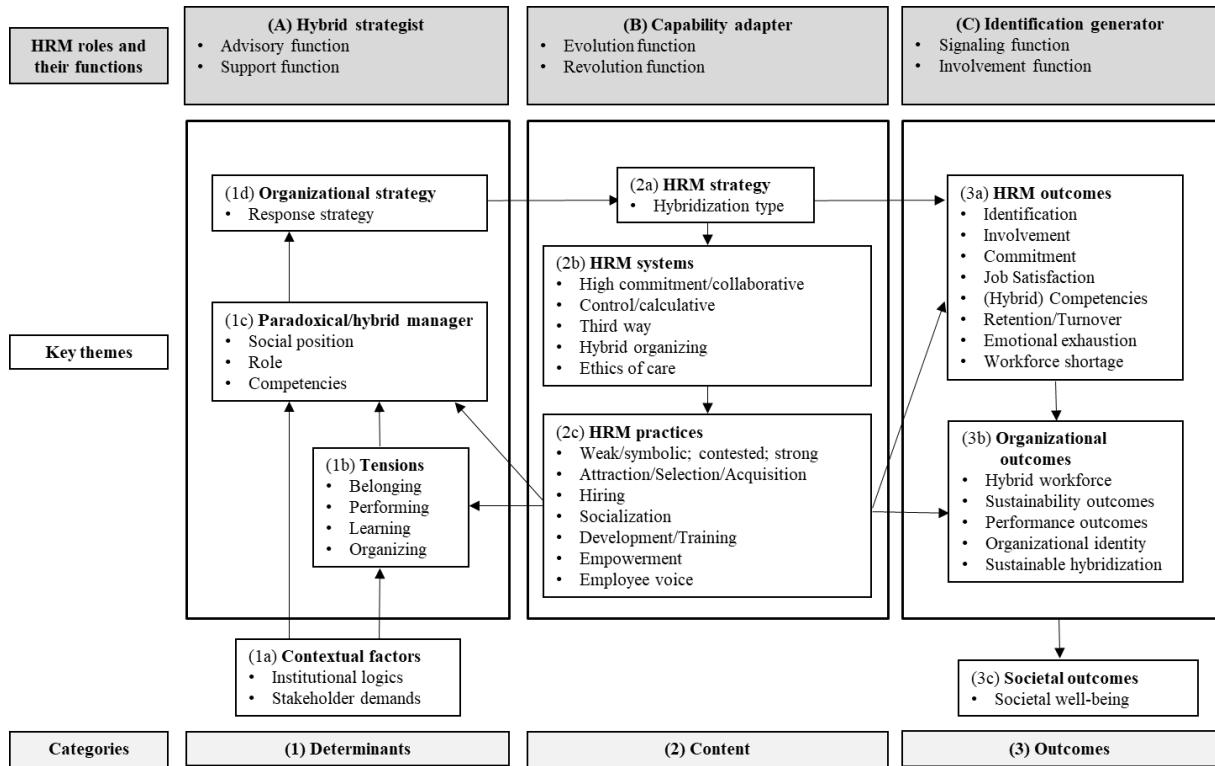 HRM roles and
their functions
(A) Hybrid strategist
• Advisory function
• Support function
(B) Capability adapter
• Evolution function
• Revolution function
(C) Identification generator
• Signaling function
• Involvement function
Key themes
(1d) Organizational strategy
• Response strategy
(1c) Paradoxical/hybrid manager
• Social position
• Role
• Competencies
(1b) Tensions
• Belonging
• Performing
• Learning
• Organizing
(1a) Contextual factors
• Institutional logics
• Stakeholder demands
(2a) HRM strategy
• Hybridization type
(2b) HRM systems
• High commitment/collaborative
• Control/calculative
• Third way
• Hybrid organizing
• Ethics of care
(2c) HRM practices
• Weak/symbolic; contested; strong
• Attraction/Selection/Acquisition
• Hiring
• Socialization
• Development/Training
• Empowerment
• Employee voice
(3a) HRM outcomes
• Identification
• Involvement
• Commitment
• Job Satisfaction
• (Hybrid) Competencies
• Retention/Turnover
• Emotional exhaustion
• Workforce shortage
(3b) Organizational
outcomes
• Hybrid workforce
• Sustainability outcomes
• Performance outcomes
• Organizational identity
• Sustainable hybridization
(3c) Societal outcomes
• Societal well-being
Categories
(1) Determinants
(2) Content
(3) Outcomes